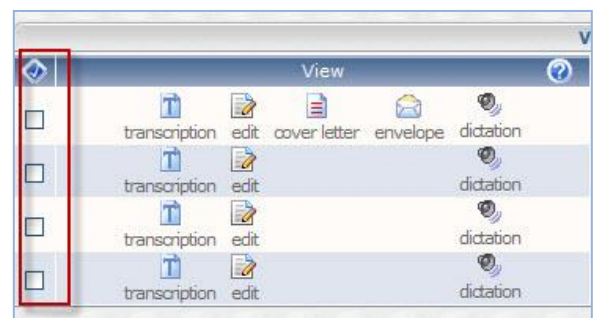 V
View
transcription edit cover letter envelope dictation
transcription edit dictation
transcription edit dictation
transcription edit dictation